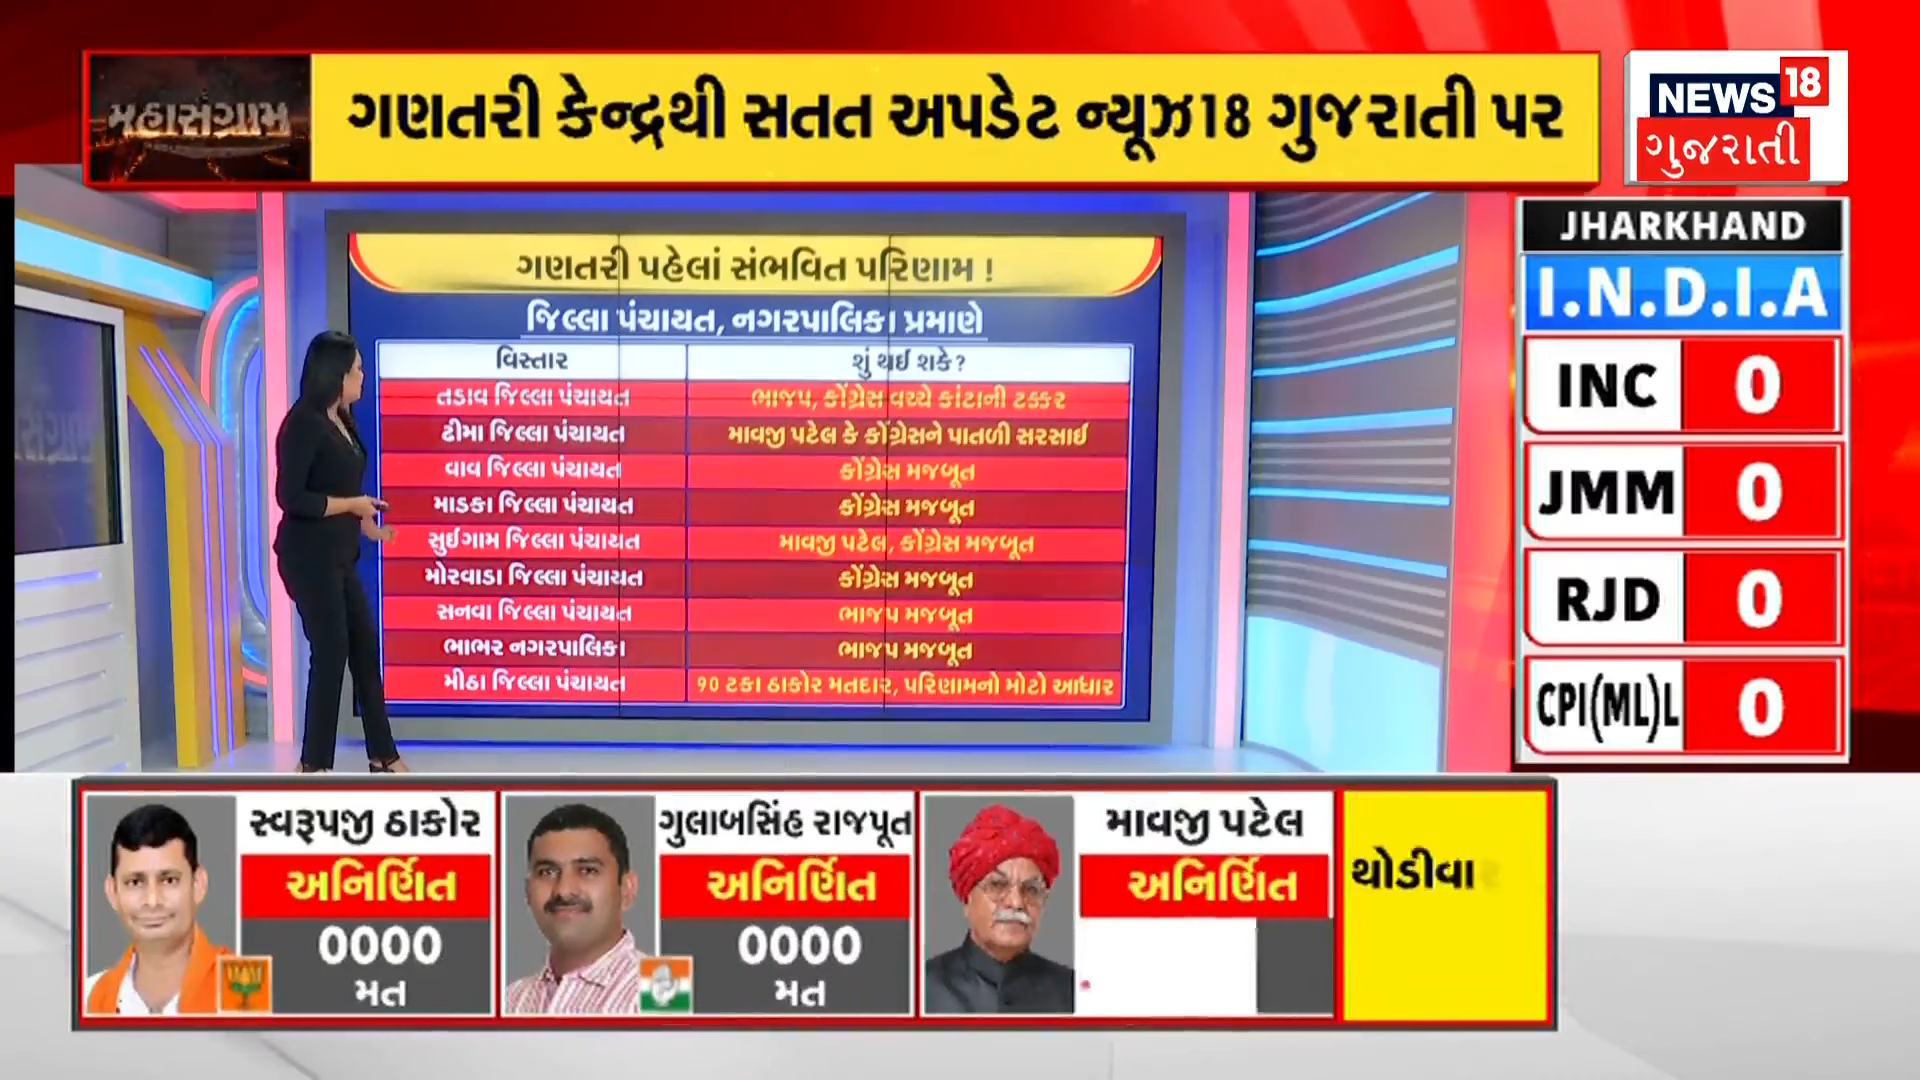 મહાસંગ્રામ
ગણતરી કેન્દ્રથી સતત અપડેટ ન્યૂઝ18 ગુજરાતી પર
NEWS 18
ગુજરાતી
ગણતરી પહેલાં સંભવિત પરિણામ !
જિલ્લા પંચાયત, નગરપાલિકા પ્રમાણે
વિસ્તાર શું થઈ શકે?
તડાવ જિલ્લા પંચાયત ભાજપ, કોંગ્રેસ વચ્ચે કાંટાની ટક્કર
ઢીમા જિલ્લા પંચાયત માવજી પટેલ કે કોંગ્રેસને પાતળી સરસાઈ
વાવ જિલ્લા પંચાયત કોંગ્રેસ મજબૂત
માડકા જિલ્લા પંચાયત કોંગ્રેસ મજબૂત
સુઈગામ જિલ્લા પંચાયત માવજી પટેલ, કોંગ્રેસ મજબૂત
મોરવાડા જિલ્લા પંચાયત કોંગ્રેસ મજબૂત
સનવા જિલ્લા પંચાયત ભાજપ મજબૂત
ભાભર નગરપાલિકા ભાજપ મજબૂત
મીઠા જિલ્લા પંચાયત 90 ટકા ઠાકોર મતદાર, પરિણામનો મોટો આધાર
JHARKHAND
I.N.D.I.A
INC 0
JMM 0
RJD 0
CPI(ML)L 0
સ્વરૂપજી ઠાકોર
અનિર્ણિત
0000
મત
ગુલાબસિંહ રાજપૂત
અનિર્ણિત
0000
મત
માવજી પટેલ
અનિર્ણિત
થોડીવા